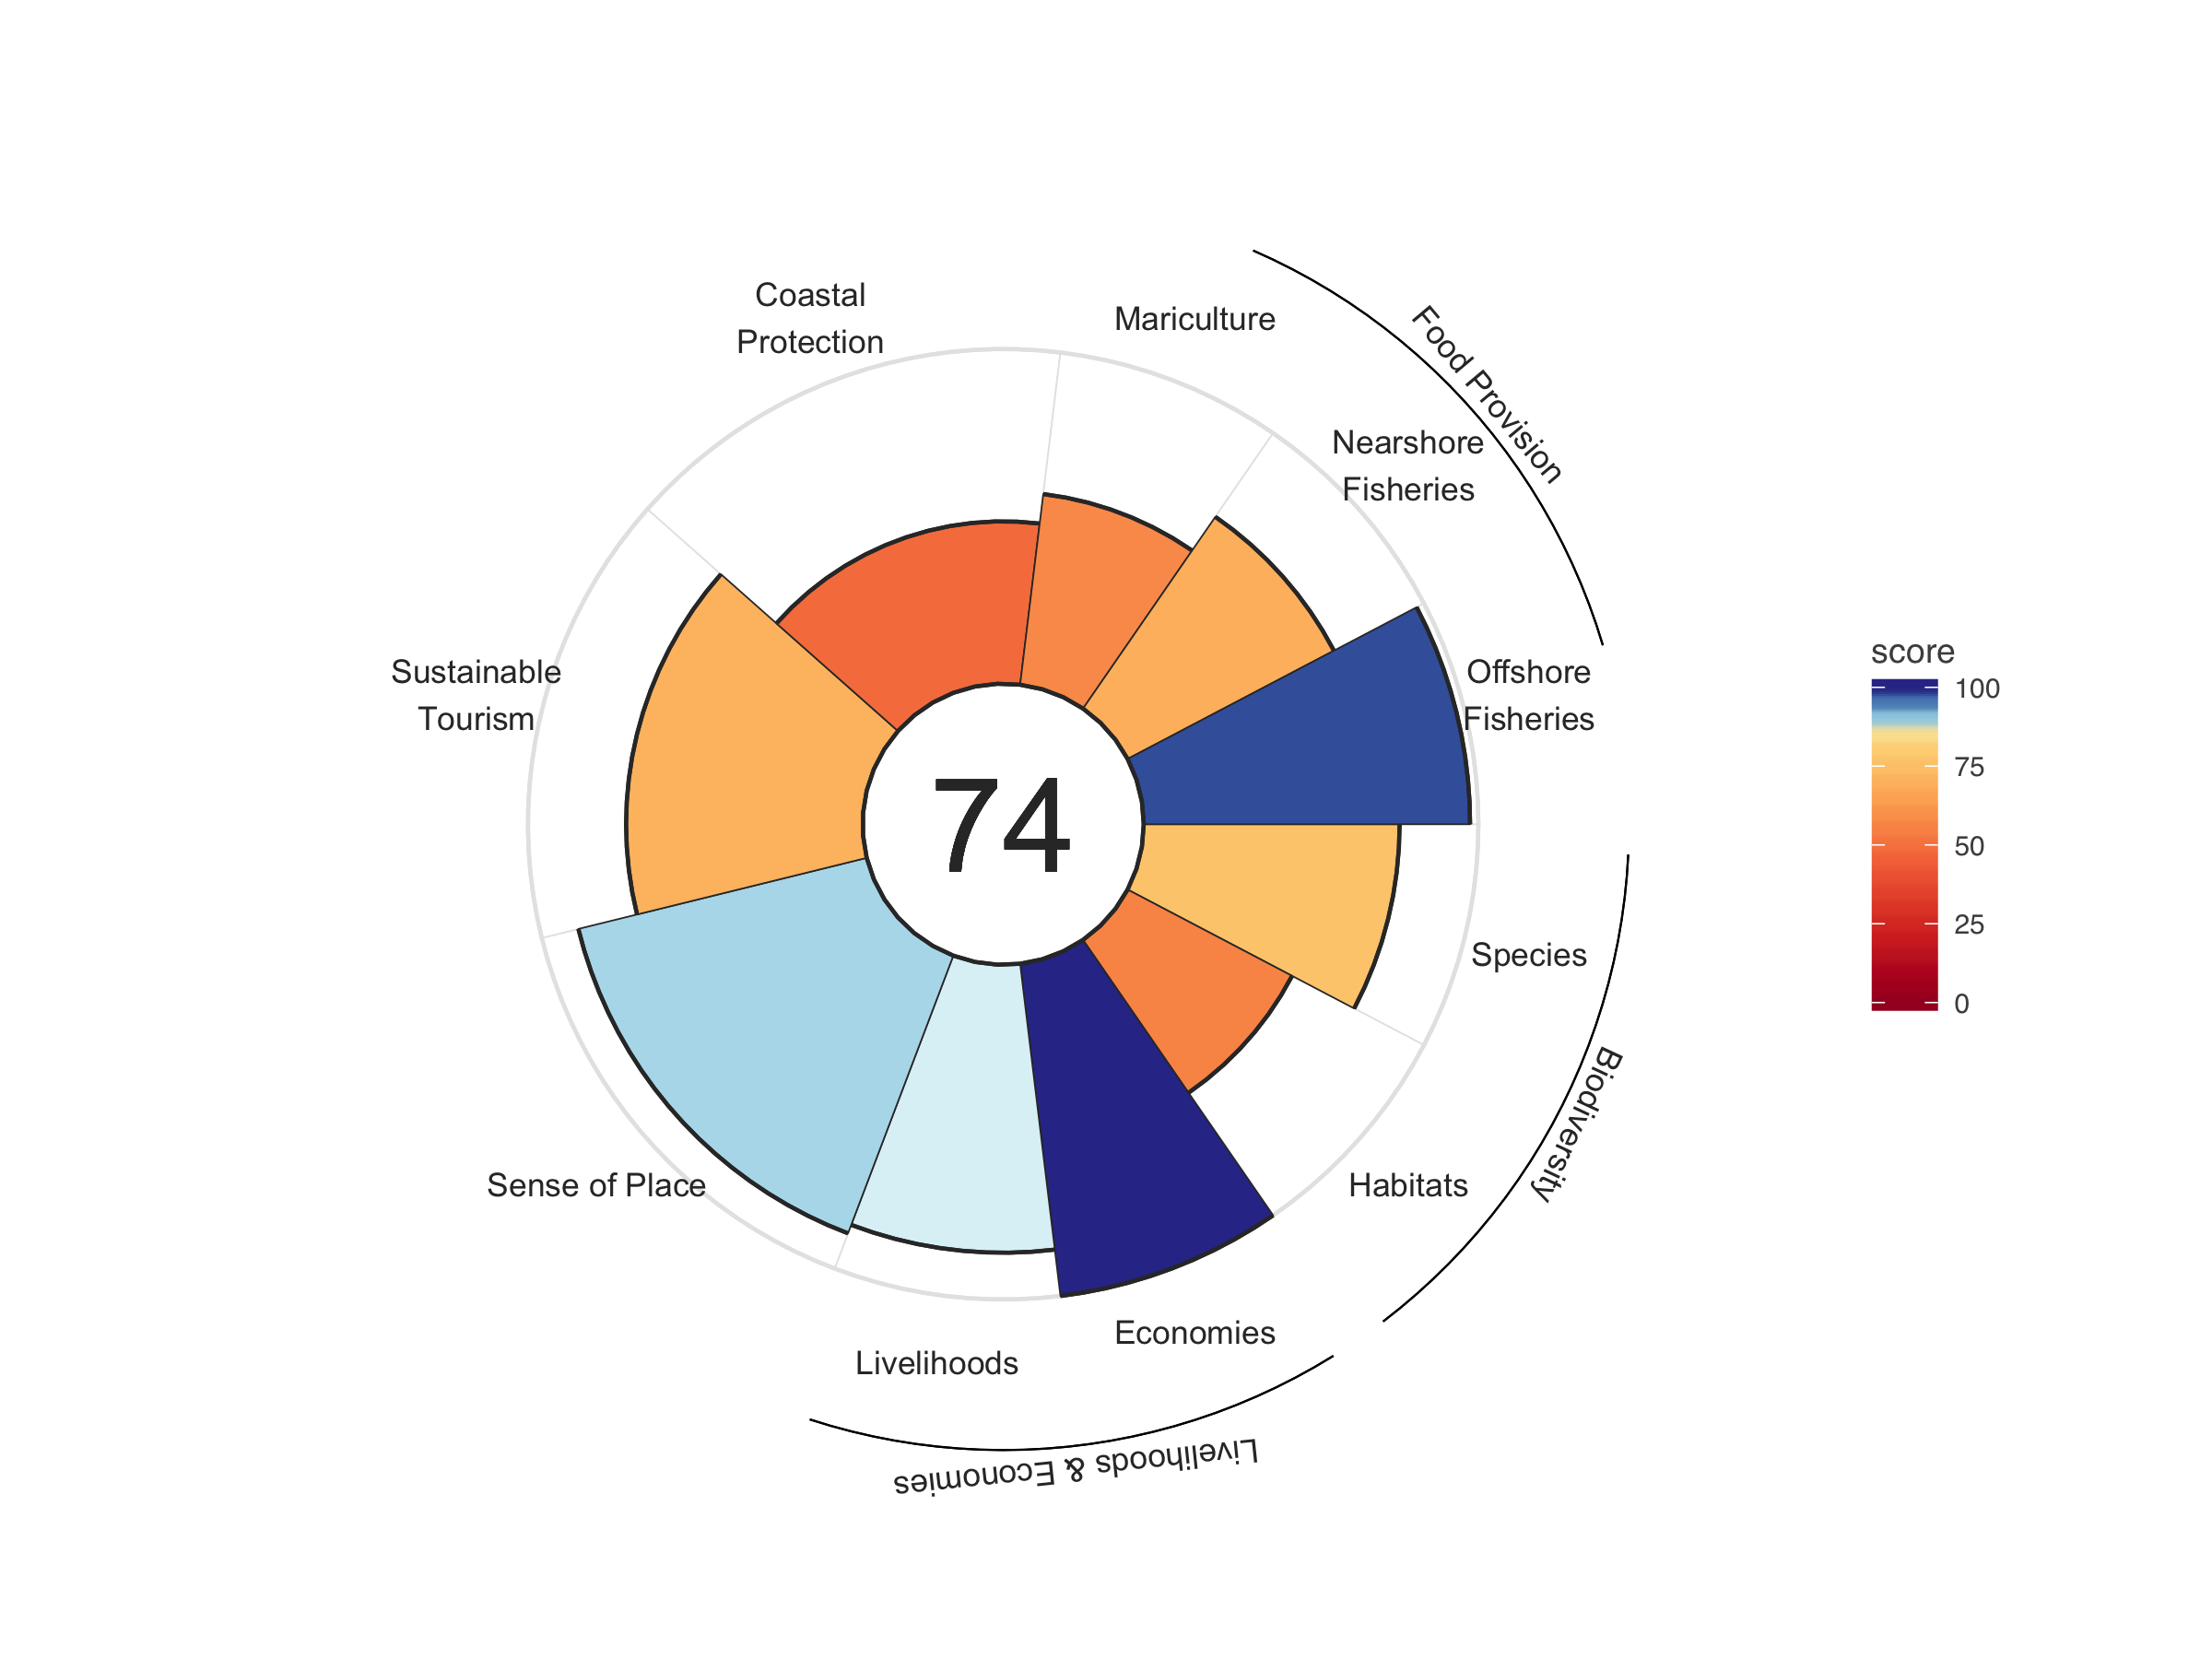 Coastal
Protection
Mariculture
Food Provision
Nearshore
Fisheries
Offshore
Fisheries
Sustainable
Tourism
74
score
100
75
50
25
0
Species
Biodiversity
Habitats
Sense of Place
Economies
Livelihoods
Livelihoods & Economies